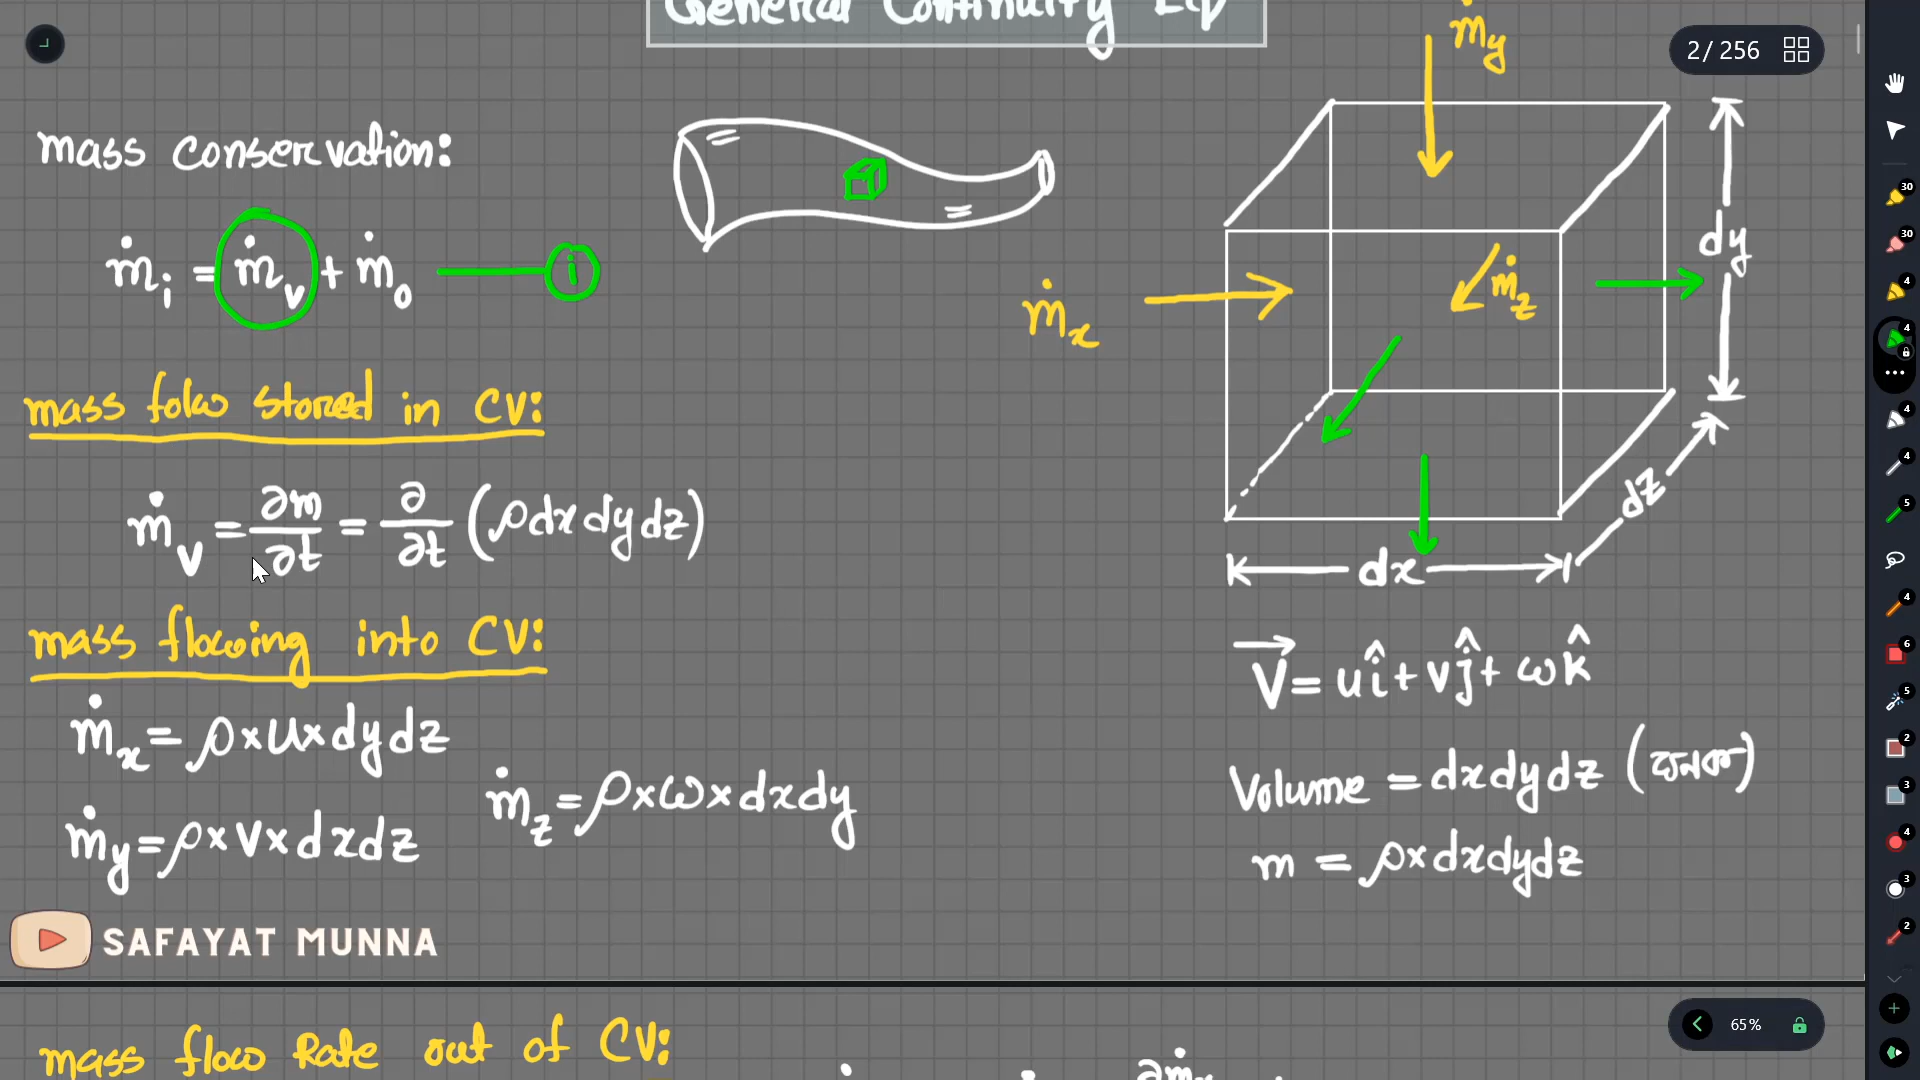 General Continuity Eq
2/ 256
ṁy
mass conservation:
ṁi = ṁv + ṁo —— i
dy
ṁx
ṁz
mass folw stored in CV:
dz
ṁv = ∂m/∂t = ∂/∂t (ρdxdydz)
dx
mass flowing into CV:
V⃗ = uî + vĵ + ωk̂
ṁx = ρ×u×dydz
ṁz = ρ×ω×dxdy
Volume = dxdydz (ঘনক)
ṁy = ρ×v×dxdz
m = ρ×dxdydz
SAFAYAT MUNNA
65%
mass flow Rate out of CV: